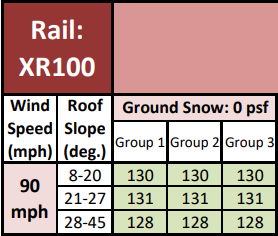 Rail:
XR100
Wind Speed (mph) Roof Slope (deg.) Ground Snow: 0 psf
Group 1 Group 2 Group 3
90 mph
8-20 130 130 130
21-27 131 131 131
28-45 128 128 128